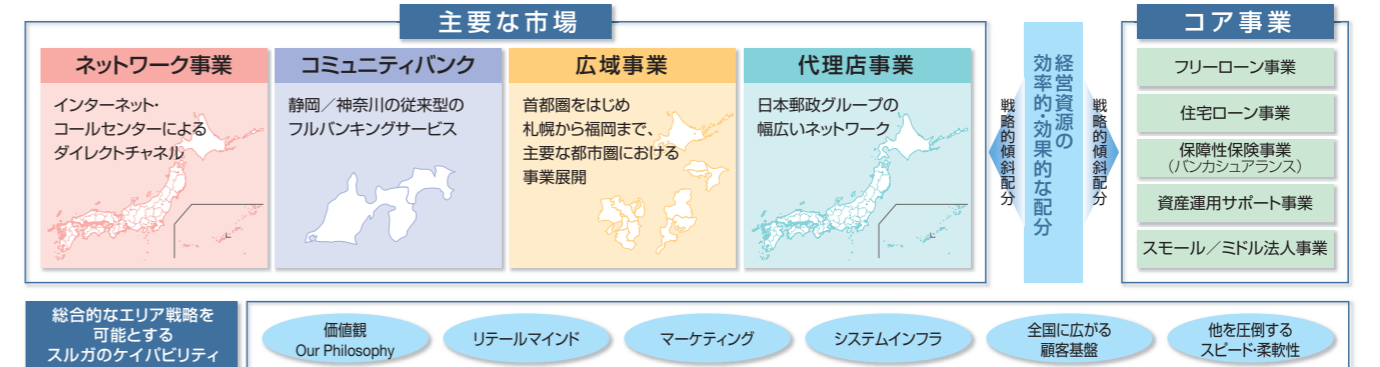 主要な市場
ネットワーク事業
インターネット・
コールセンターによる
ダイレクトチャネル
コミュニティバンク
静岡／神奈川の従来型の
フルバンキングサービス
広域事業
首都圏をはじめ
札幌から福岡まで、
主要な都市圏における
事業展開
代理店事業
日本郵政グループの
幅広いネットワーク
戦略的傾斜配分
経営資源の
効率的・効果的な配分
戦略的傾斜配分
コア事業
フリーローン事業
住宅ローン事業
保障性保険事業
（バンカシュアランス）
資産運用サポート事業
スモール／ミドル法人事業
総合的なエリア戦略を
可能とする
スルガのケイパビリティ
価値観
Our Philosophy
リテールマインド
マーケティング
システムインフラ
全国に広がる
顧客基盤
他を圧倒する
スピード・柔軟性